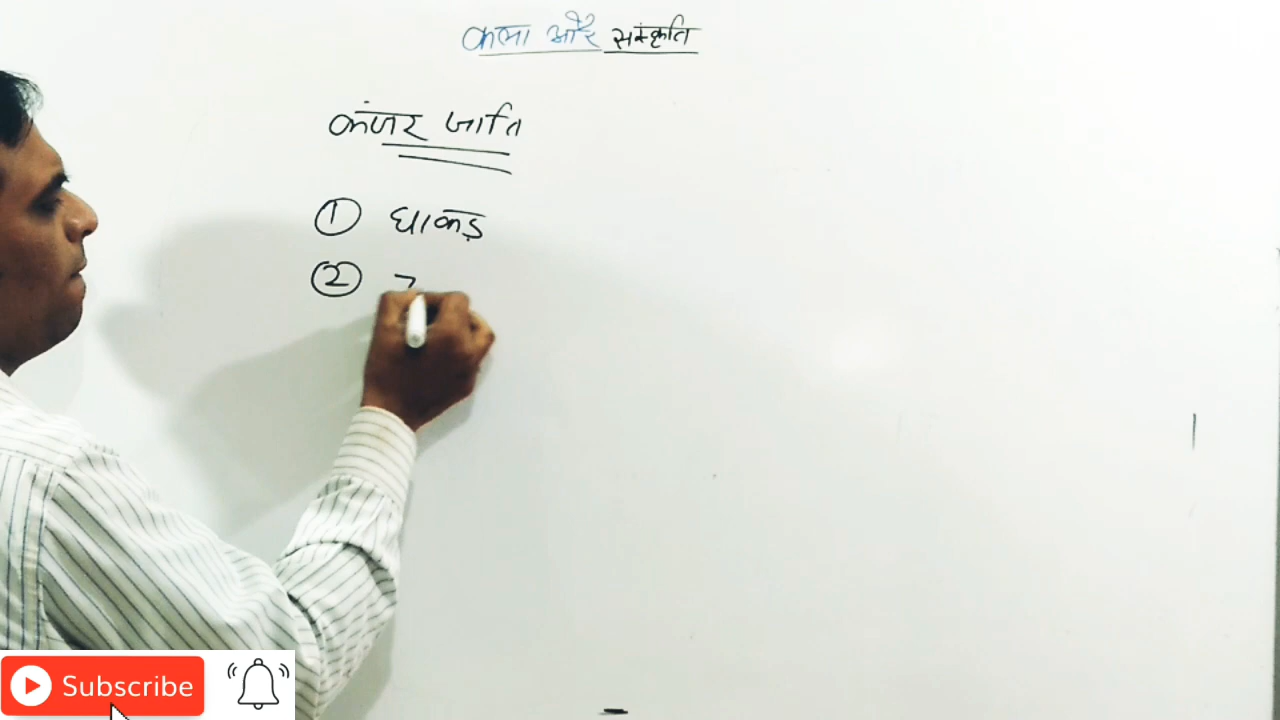 कला और संस्कृति
कंजर जाति
① धाकड़
②
Subscribe